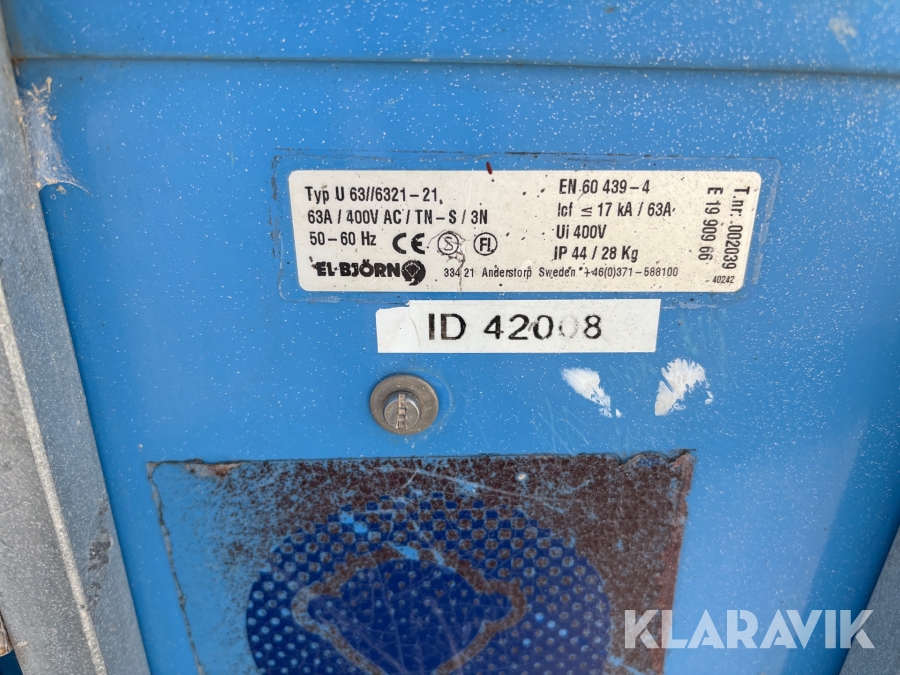 Typ U 63//6321-21
63A / 400V AC / TN-S / 3N
50-60 Hz CE S FI
EL-BJÖRN
EN 60 439-4
Icf ≤ 17 kA / 63A
Ui 400V
IP 44 / 28 Kg
334 21 Anderstorp Sweden +46(0)371-588100
T.nr. 002039
E 19 909 66
40242
ID 42008
KLARAVIK